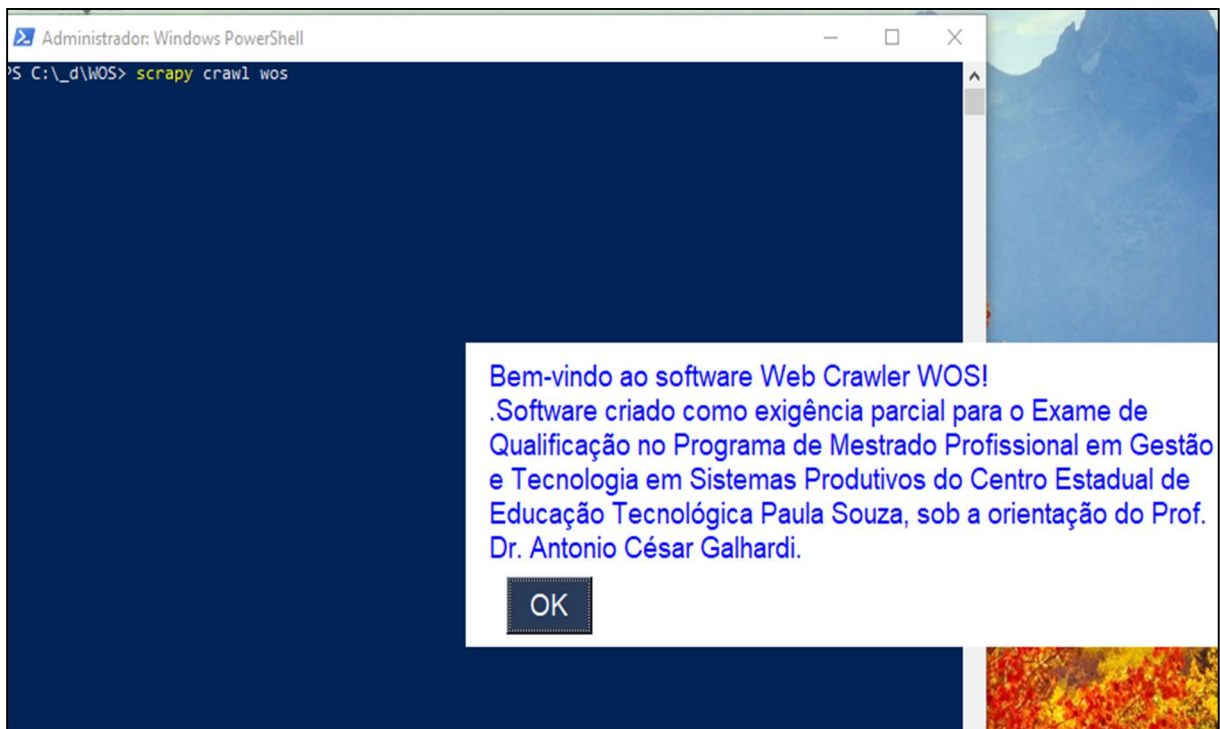 Administrador: Windows PowerShell
PS C:\_d\WOS> scrapy crawl wos
Bem-vindo ao software Web Crawler WOS!
.Software criado como exigência parcial para o Exame de
Qualificação no Programa de Mestrado Profissional em Gestão
e Tecnologia em Sistemas Produtivos do Centro Estadual de
Educação Tecnológica Paula Souza, sob a orientação do Prof.
Dr. Antonio César Galhardi.
OK